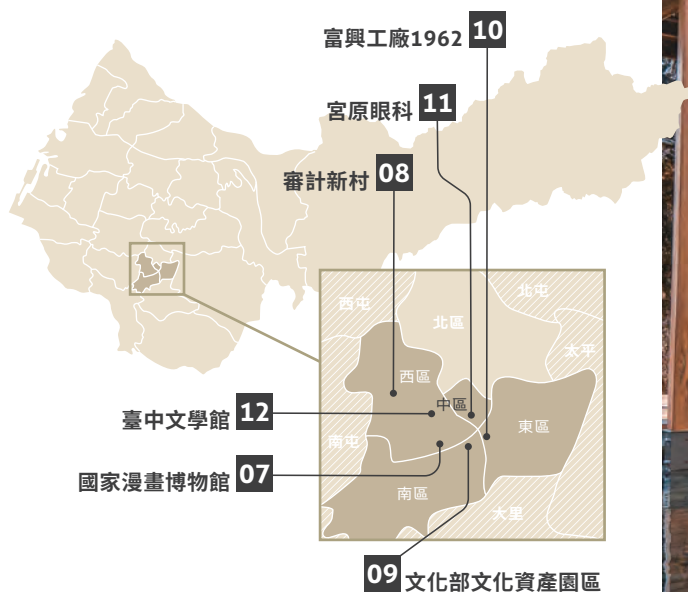 富興工廠1962 10
宮原眼科 11
審計新村 08
西屯
北區
北屯
太平
西區
中區
東區
臺中文學館 12
南屯
國家漫畫博物館 07
南區
大里
09 文化部文化資產園區